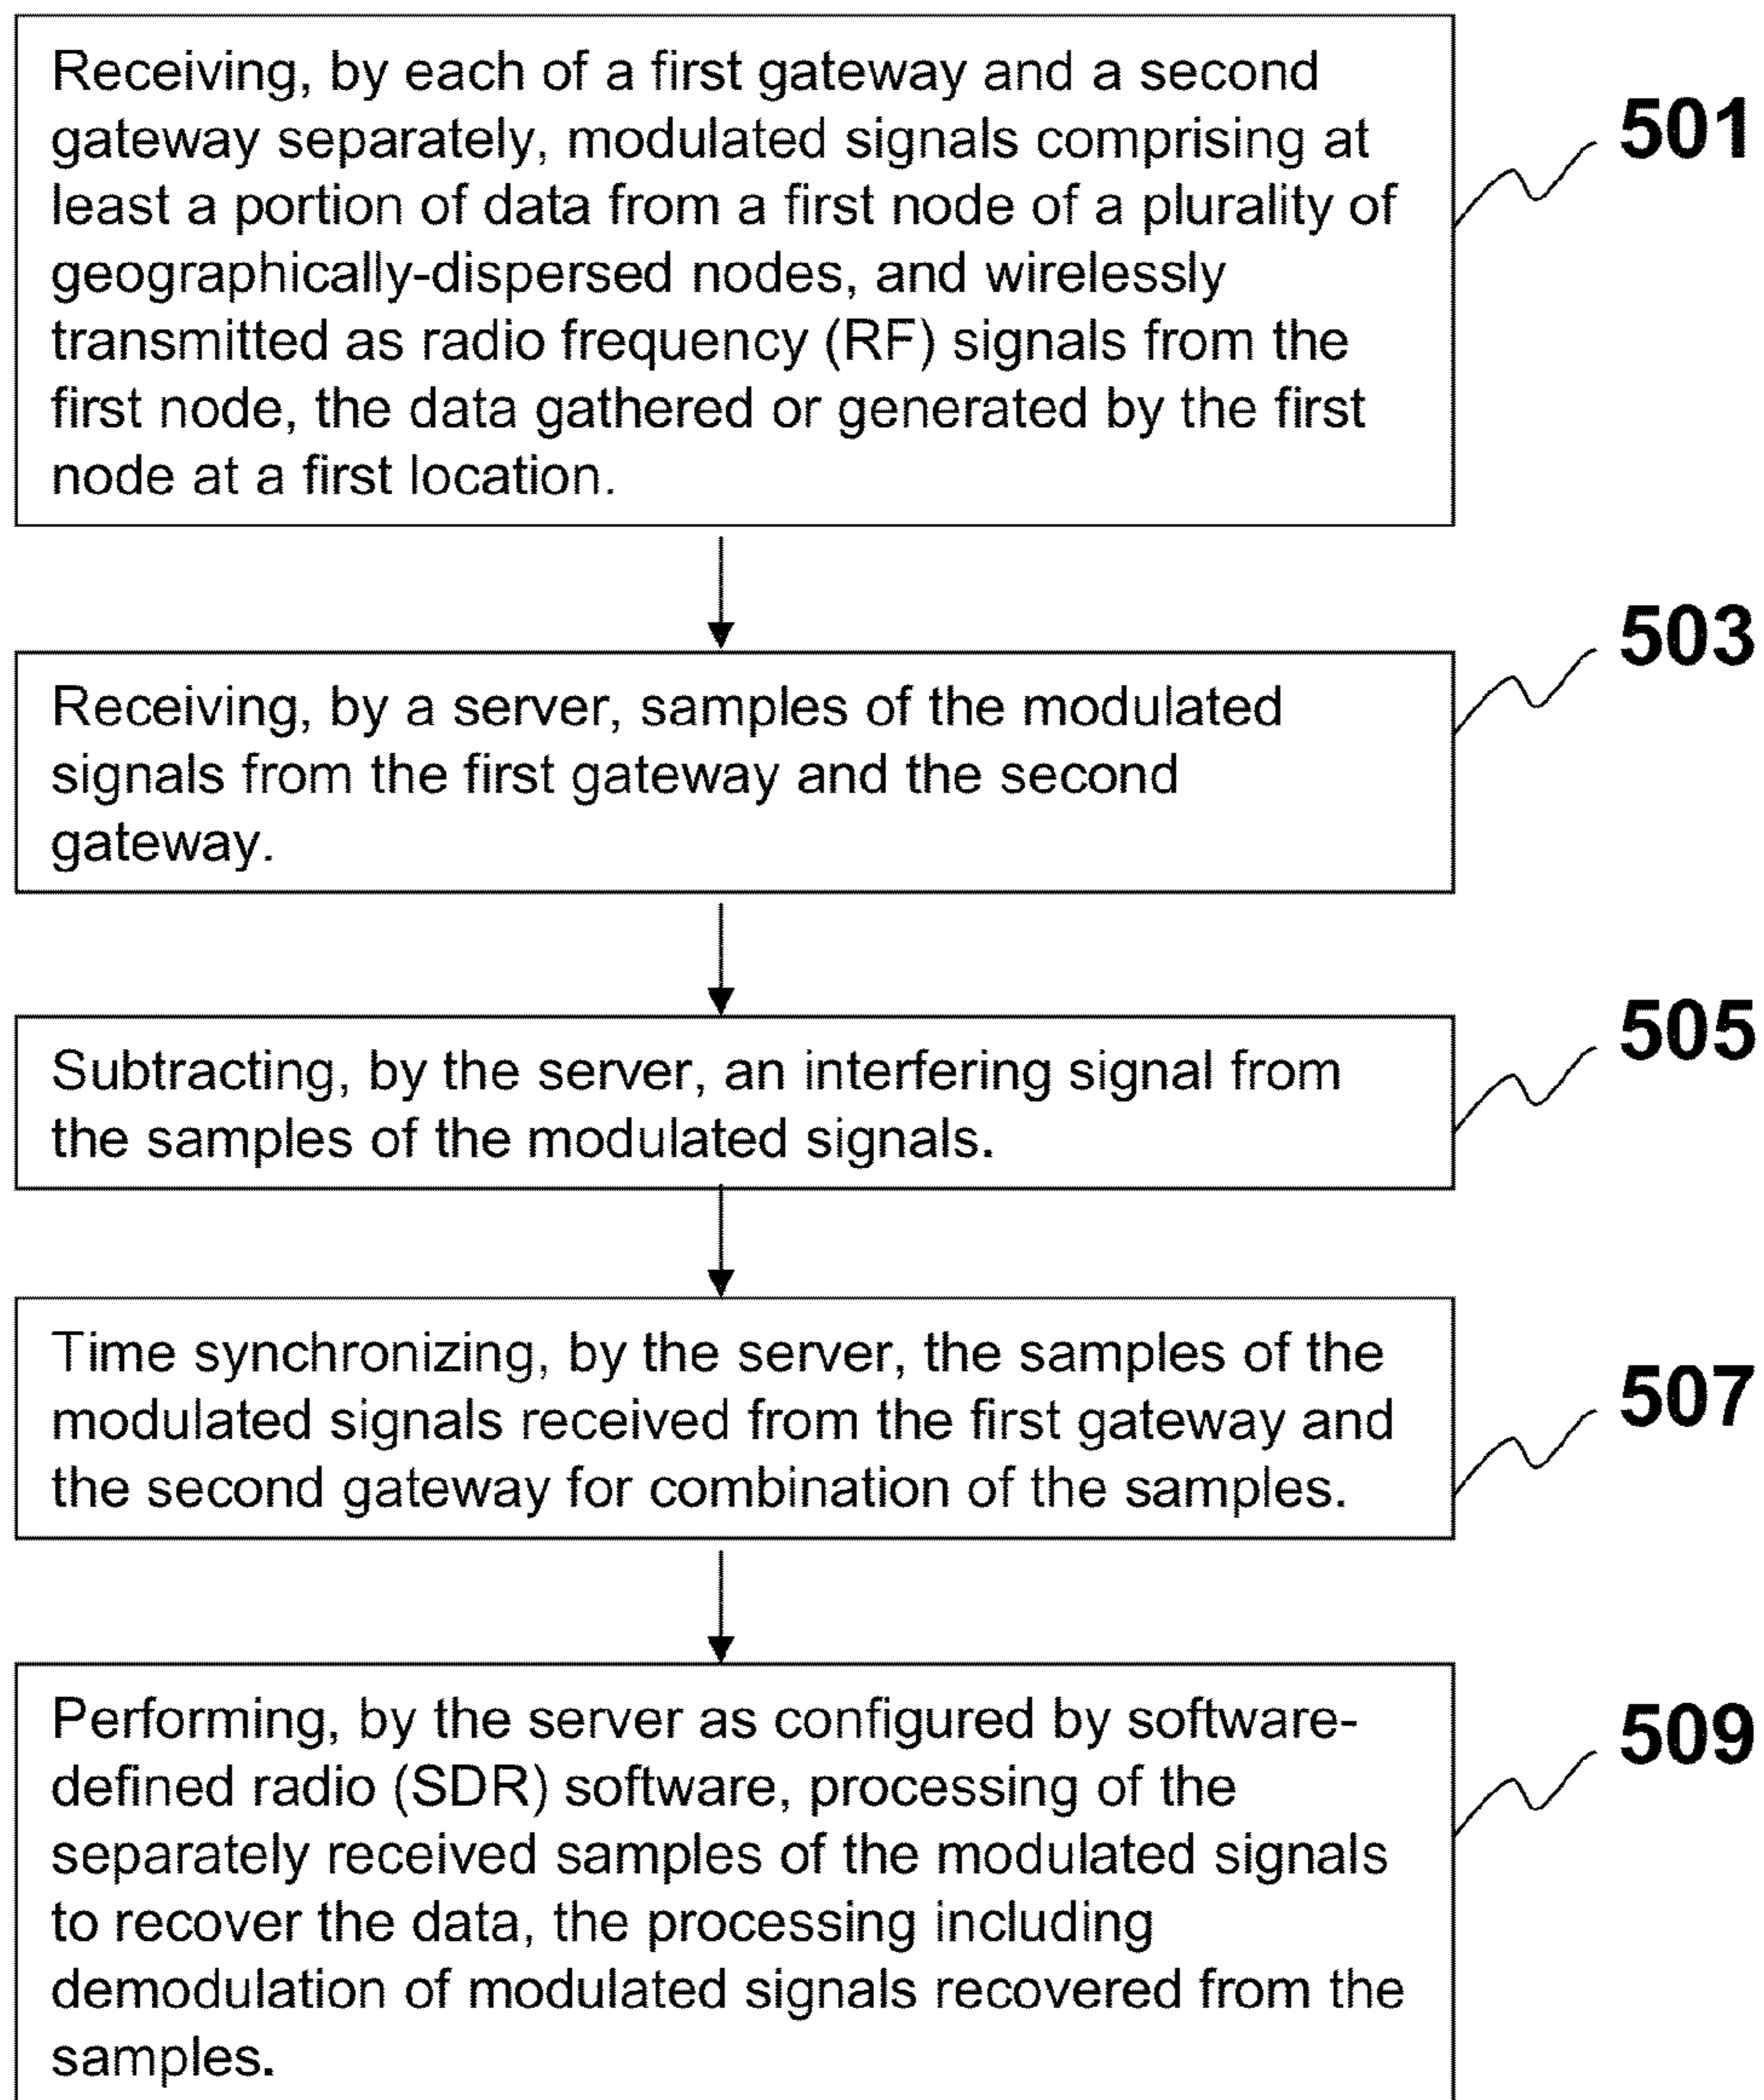 Receiving, by each of a first gateway and a second
gateway separately, modulated signals comprising at
least a portion of data from a first node of a plurality of
geographically-dispersed nodes, and wirelessly
transmitted as radio frequency (RF) signals from the
first node, the data gathered or generated by the first
node at a first location.
501
Receiving, by a server, samples of the modulated
signals from the first gateway and the second
gateway.
503
Subtracting, by the server, an interfering signal from
the samples of the modulated signals.
505
Time synchronizing, by the server, the samples of the
modulated signals received from the first gateway and
the second gateway for combination of the samples.
507
Performing, by the server as configured by software-
defined radio (SDR) software, processing of the
separately received samples of the modulated signals
to recover the data, the processing including
demodulation of modulated signals recovered from the
samples.
509